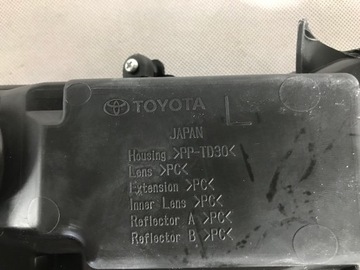 TOYOTA L
JAPAN
Housing >PP-TD30<
Lens >PC<
Extension >PC<
Inner Lens >PC<
Reflector A >PC<
Reflector B >PC<